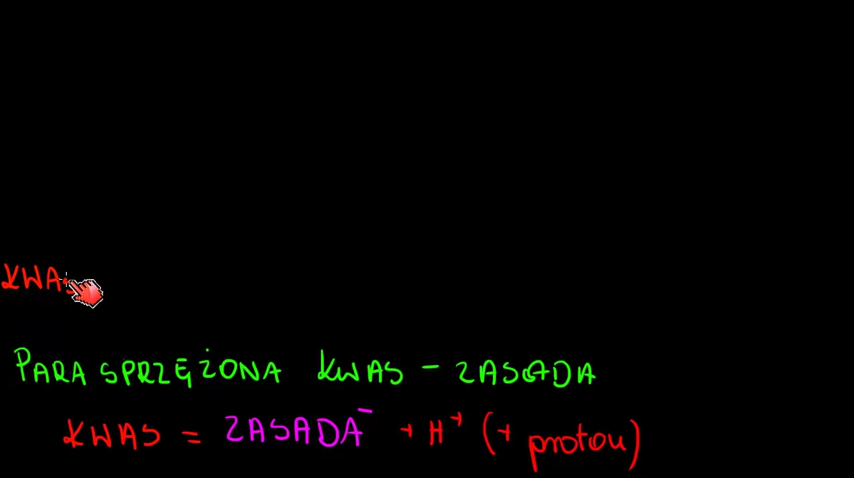 KWAS
PARA SPRZĘŻONA KWAS - ZASADA
KWAS = ZASADA⁻ + H⁺ (+ proton)